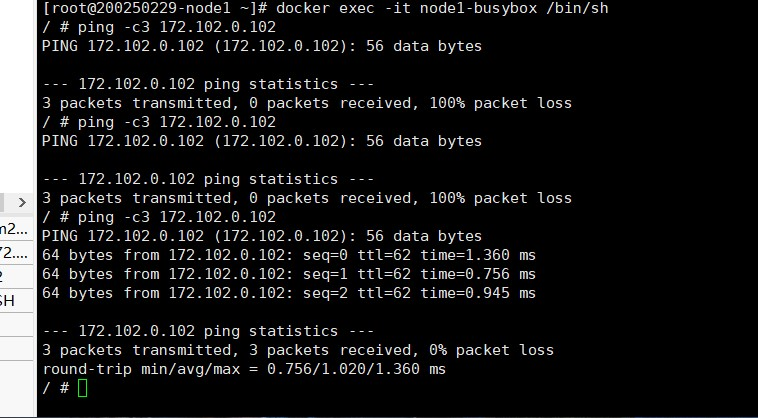 [root@200250229-node1 ~]# docker exec -it node1-busybox /bin/sh
/ # ping -c3 172.102.0.102
PING 172.102.0.102 (172.102.0.102): 56 data bytes
--- 172.102.0.102 ping statistics ---
3 packets transmitted, 0 packets received, 100% packet loss
/ # ping -c3 172.102.0.102
PING 172.102.0.102 (172.102.0.102): 56 data bytes
--- 172.102.0.102 ping statistics ---
3 packets transmitted, 0 packets received, 100% packet loss
/ # ping -c3 172.102.0.102
PING 172.102.0.102 (172.102.0.102): 56 data bytes
64 bytes from 172.102.0.102: seq=0 ttl=62 time=1.360 ms
64 bytes from 172.102.0.102: seq=1 ttl=62 time=0.756 ms
64 bytes from 172.102.0.102: seq=2 ttl=62 time=0.945 ms
--- 172.102.0.102 ping statistics ---
3 packets transmitted, 3 packets received, 0% packet loss
round-trip min/avg/max = 0.756/1.020/1.360 ms
/ #